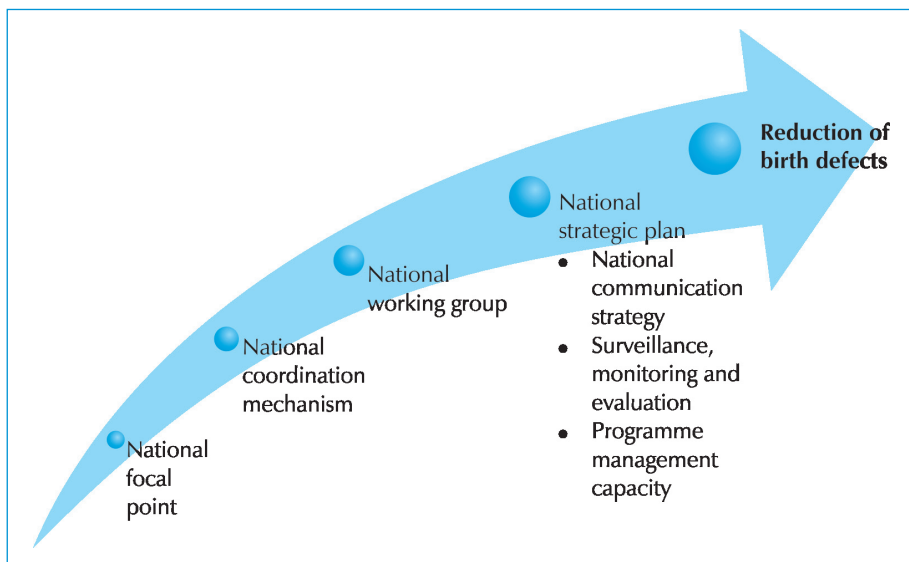 Reduction of
birth defects
National
strategic plan
• National
communication
strategy
• Surveillance,
monitoring and
evaluation
• Programme
management
capacity
National
working group
National
coordination
mechanism
National
focal
point